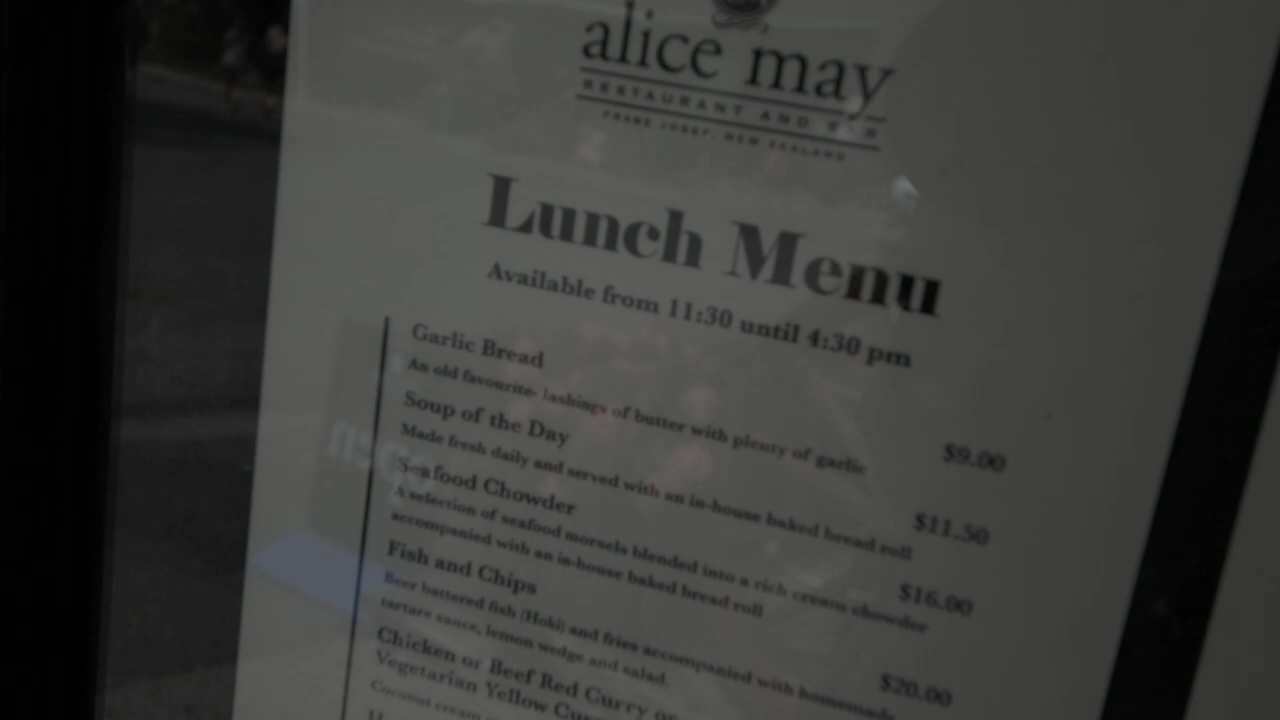 alice may
RESTAURANT AND BAR
FRANZ JOSEF, NEW ZEALAND
Lunch Menu
Available from 11:30 until 4:30 pm
Garlic Bread
An old favourite- lashings of butter with plenty of garlic $9.00
Soup of the Day
Made fresh daily and served with an in-house baked bread roll $11.50
Seafood Chowder
A selection of seafood morsels blended into a rich cream chowder $16.00
accompanied with an in-house baked bread roll
Fish and Chips
Beer battered fish (Hoki) and fries accompanied with homemade $20.00
tartare sauce, lemon wedge and salad.
Chicken or Beef Red Curry or
Vegetarian Yellow Curry
Coconut cream